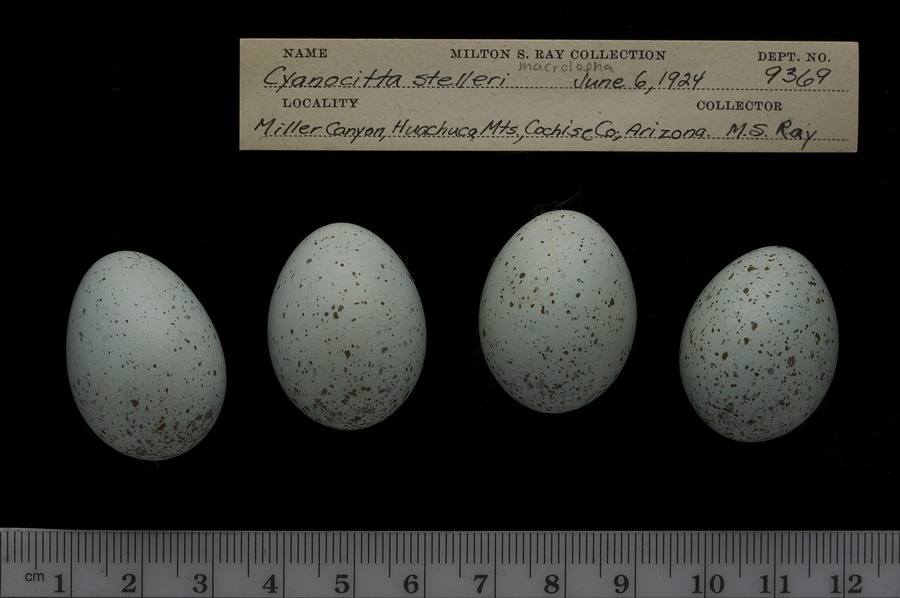 NAME MILTON S. RAY COLLECTION DEPT. NO.
macrolopha
Cyanocitta stelleri June 6, 1924 9369
LOCALITY COLLECTOR
Miller Canyon, Huachuca Mts., Cochise Co., Arizona. M.S. Ray
cm 1 2 3 4 5 6 7 8 9 10 11 12